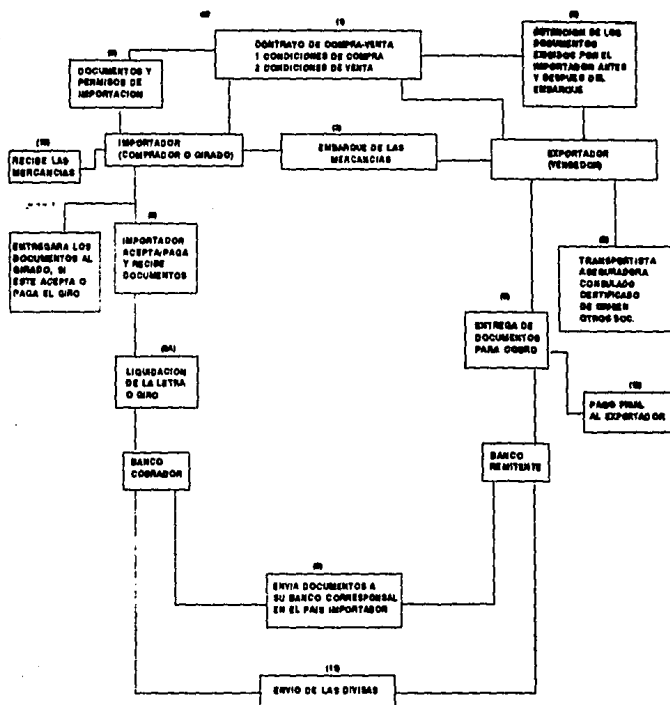 (1)
CONTRATO DE COMPRA-VENTA
1 CONDICIONES DE COMPRA
2 CONDICIONES DE VENTA
DOCUMENTOS Y
PERMISOS DE
IMPORTACION
OBTENCION DE LOS
DOCUMENTOS
EXIGIDOS POR EL
IMPORTADOR ANTES
Y DESPUES DEL
EMBARQUE
RECIBE LAS
MERCANCIAS
IMPORTADOR
(COMPRADOR O GIRADO)
EMBARQUE DE LAS
MERCANCIAS
EXPORTADOR
(VENDEDOR)
ENTREGARA LOS
DOCUMENTOS AL
GIRADO, SI
ESTE ACEPTA O
PAGA EL GIRO
IMPORTADOR
ACEPTA/PAGA
Y RECIBE
DOCUMENTOS
TRANSPORTISTA
ASEGURADORA
CONSULADO
CERTIFICADO
DE ORIGEN
OTROS DOC.
ENTREGA DE
DOCUMENTOS
PARA COBRO
LIQUIDACION
DE LA LETRA
O GIRO
PAGO FINAL
AL EXPORTADOR
BANCO
COBRADOR
BANCO
REMITENTE
ENVIA DOCUMENTOS A
SU BANCO CORRESPONSAL
EN EL PAIS IMPORTADOR
(11)
ENVIO DE LAS DIVISAS